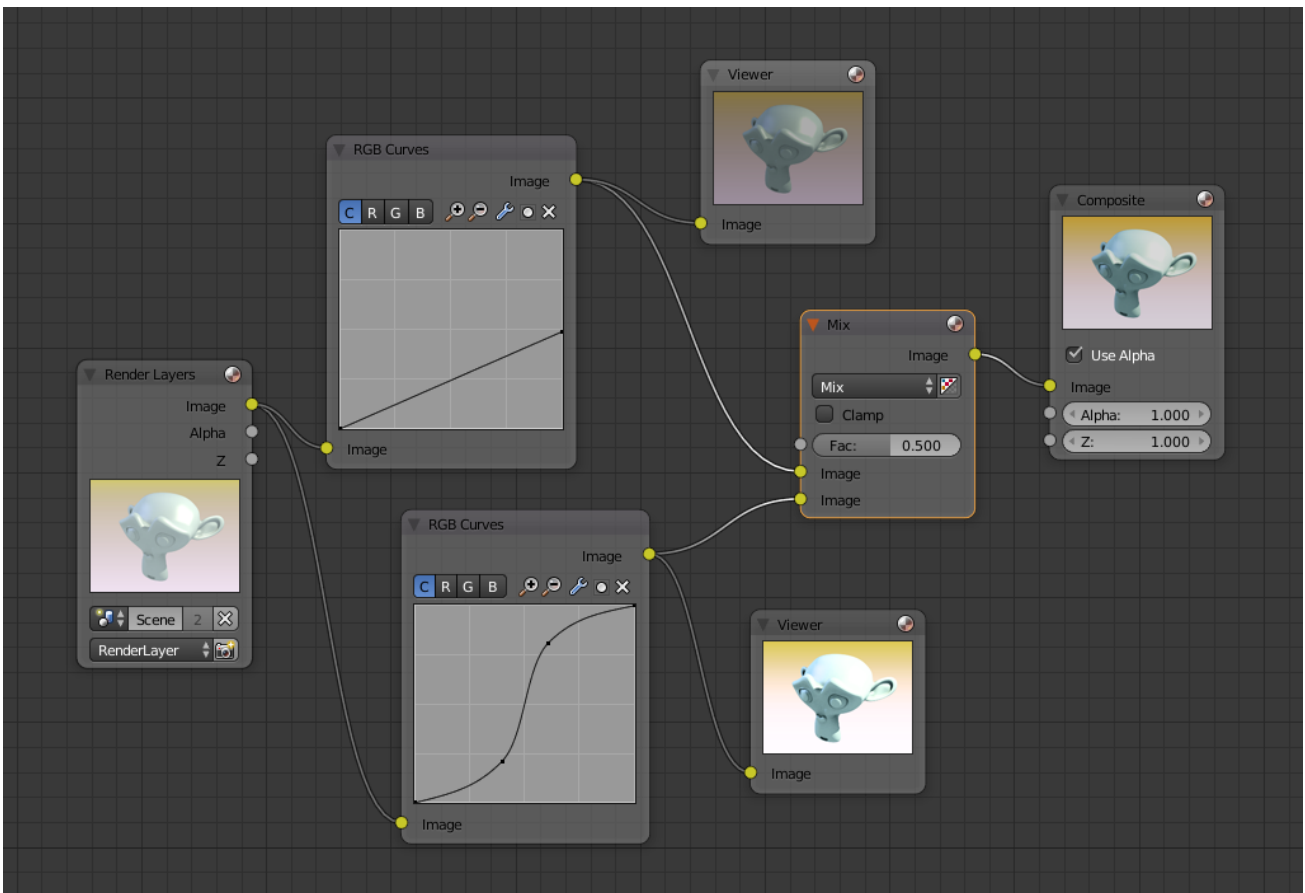 Viewer
Image
RGB Curves
Image
C R G B
Image
Composite
Use Alpha
Image
Alpha: 1.000
Z: 1.000
Mix
Image
Mix
Clamp
Fac: 0.500
Image
Image
Render Layers
Image
Alpha
Z
Scene 2
RenderLayer
RGB Curves
Image
C R G B
Image
Viewer
Image